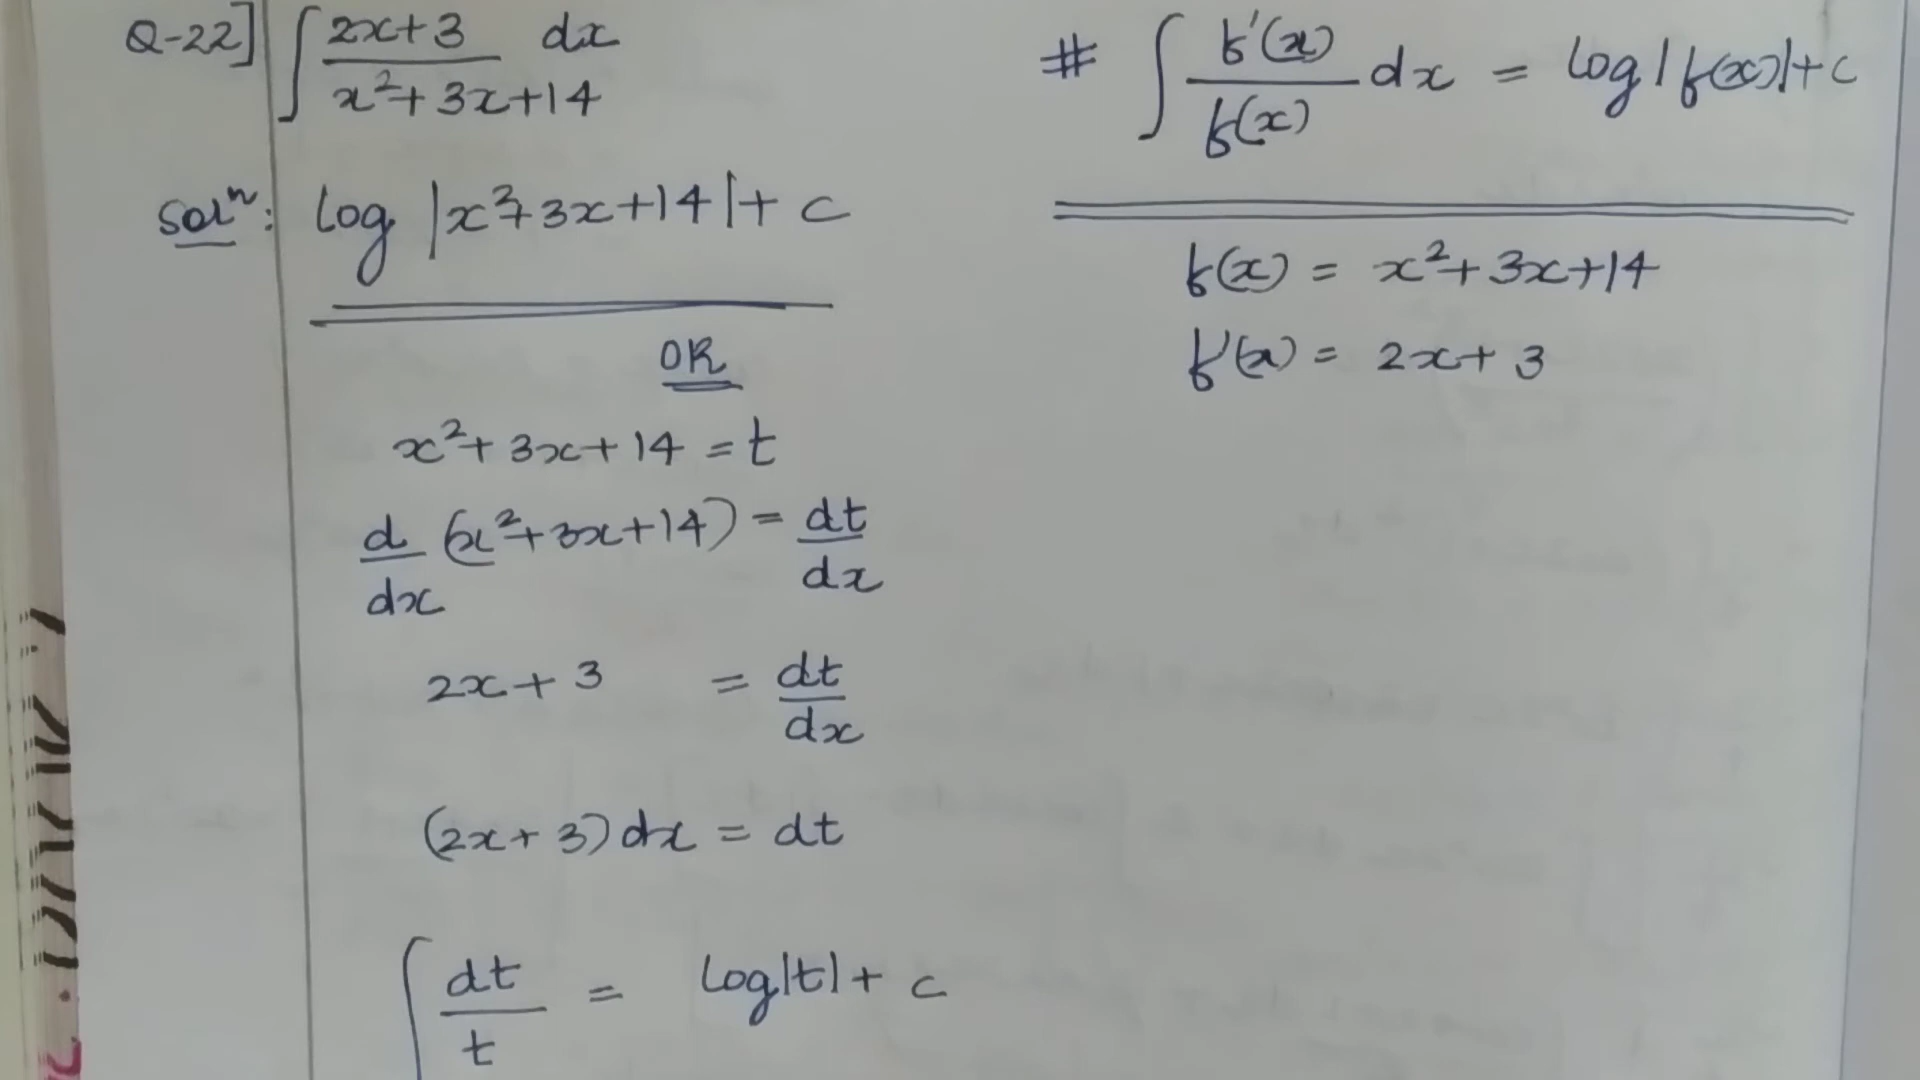 Q-22] ∫ 2x+3 / x²+3x+14 dx
Solⁿ: log |x²+3x+14|+ c
OR
x²+ 3x+ 14 = t
d/dx (x²+3x+14) = dt/dx
2x+ 3 = dt/dx
(2x+ 3) dx = dt
∫ dt/t = log|t|+ c
# ∫ f'(x)/f(x) dx = log|f(x)|+c
f(x) = x²+ 3x+14
f'(x) = 2x+ 3